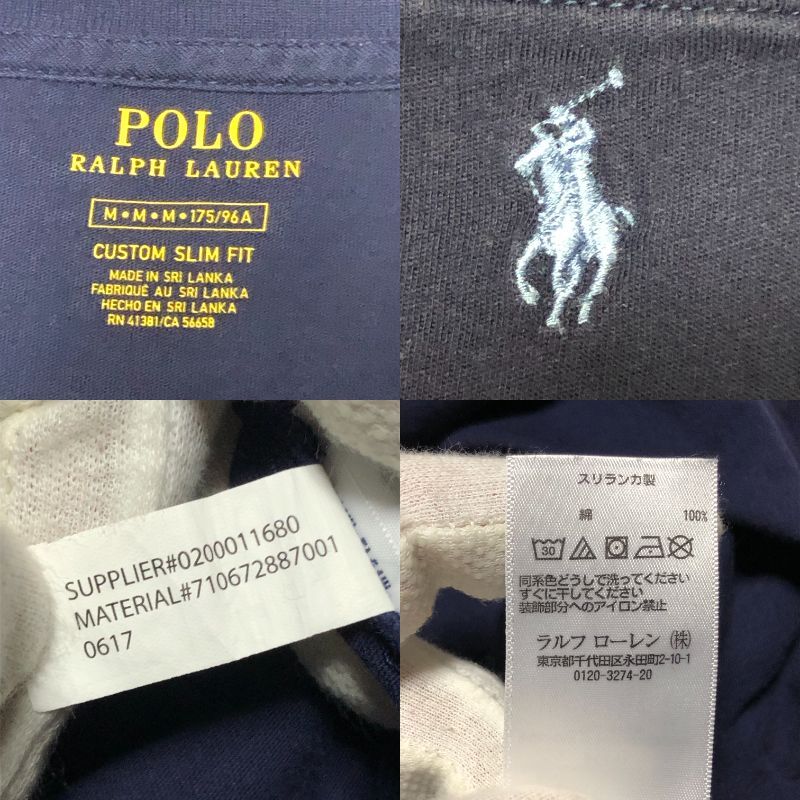 POLO
RALPH LAUREN
M•M•M•175/96A
CUSTOM SLIM FIT
MADE IN SRI LANKA
FABRIQUÉ AU SRI LANKA
HECHO EN SRI LANKA
RN 41381/CA 56658
SUPPLIER#0200011680
MATERIAL#710672887001
0617
スリランカ製
綿 100%
30
同系色どうしで洗ってください
すぐに干してください
装飾部分へのアイロン禁止
ラルフ ローレン (株)
東京都千代田区永田町2-10-1
0120-3274-20